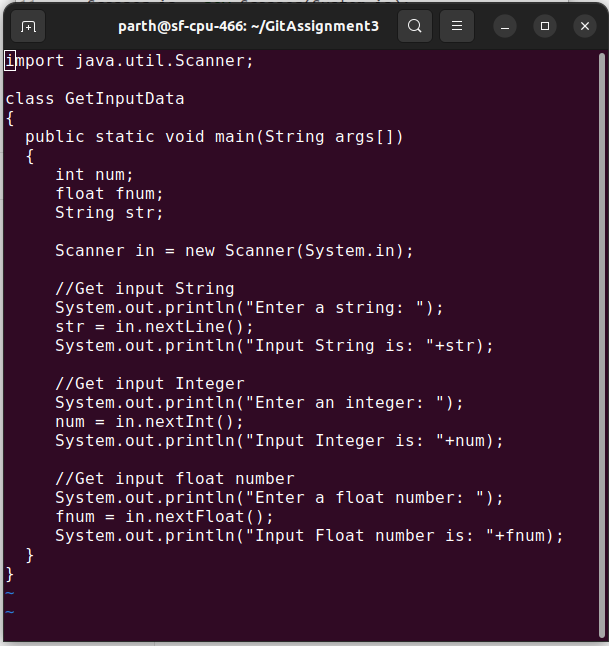 parth@sf-cpu-466: ~/GitAssignment3
import java.util.Scanner;
class GetInputData
{
public static void main(String args[])
{
int num;
float fnum;
String str;
Scanner in = new Scanner(System.in);
//Get input String
System.out.println("Enter a string: ");
str = in.nextLine();
System.out.println("Input String is: "+str);
//Get input Integer
System.out.println("Enter an integer: ");
num = in.nextInt();
System.out.println("Input Integer is: "+num);
//Get input float number
System.out.println("Enter a float number: ");
fnum = in.nextFloat();
System.out.println("Input Float number is: "+fnum);
}
}
~
~